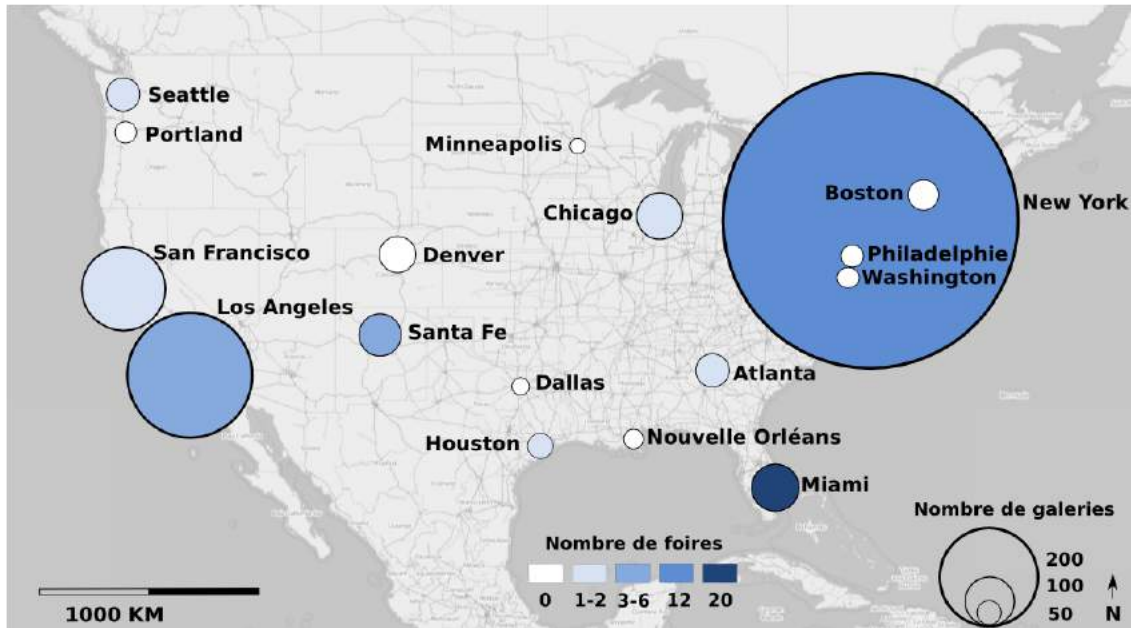 Seattle
Portland
Minneapolis
Boston
New York
Chicago
San Francisco
Denver
Philadelphie
Washington
Los Angeles
Santa Fe
Atlanta
Dallas
Houston
Nouvelle Orléans
Miami
Nombre de foires
0 1-2 3-6 12 20
Nombre de galeries
200
100
50
N
1000 KM